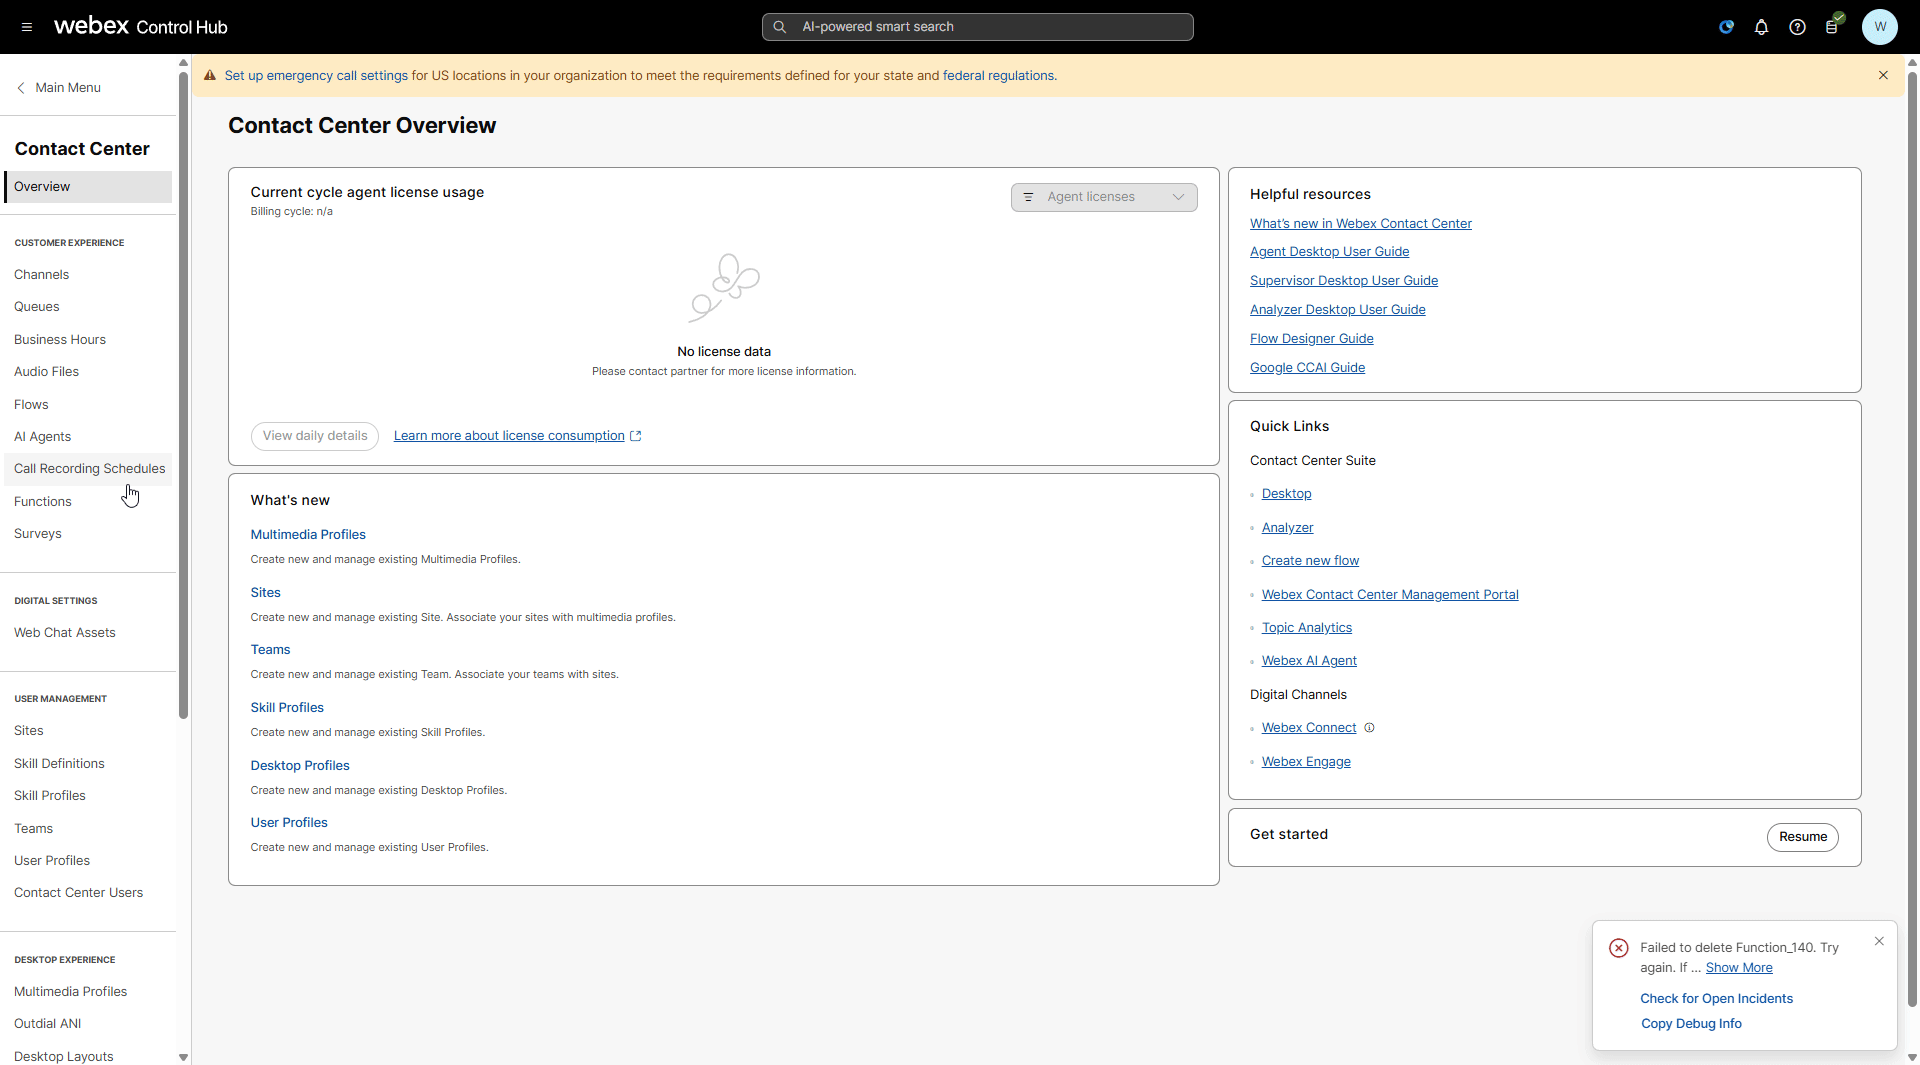 webex Control Hub
AI-powered smart search
W
Main Menu
Contact Center
Overview
CUSTOMER EXPERIENCE
Channels
Queues
Business Hours
Audio Files
Flows
AI Agents
Call Recording Schedules
Functions
Surveys
DIGITAL SETTINGS
Web Chat Assets
USER MANAGEMENT
Sites
Skill Definitions
Skill Profiles
Teams
User Profiles
Contact Center Users
DESKTOP EXPERIENCE
Multimedia Profiles
Outdial ANI
Desktop Layouts
Set up emergency call settings for US locations in your organization to meet the requirements defined for your state and federal regulations.
Contact Center Overview
Current cycle agent license usage
Billing cycle: n/a
Agent licenses
No license data
Please contact partner for more license information.
View daily details
Learn more about license consumption
What's new
Multimedia Profiles
Create new and manage existing Multimedia Profiles.
Sites
Create new and manage existing Site. Associate your sites with multimedia profiles.
Teams
Create new and manage existing Team. Associate your teams with sites.
Skill Profiles
Create new and manage existing Skill Profiles.
Desktop Profiles
Create new and manage existing Desktop Profiles.
User Profiles
Create new and manage existing User Profiles.
Helpful resources
What's new in Webex Contact Center
Agent Desktop User Guide
Supervisor Desktop User Guide
Analyzer Desktop User Guide
Flow Designer Guide
Google CCAI Guide
Quick Links
Contact Center Suite
Desktop
Analyzer
Create new flow
Webex Contact Center Management Portal
Topic Analytics
Webex AI Agent
Digital Channels
Webex Connect
Webex Engage
Get started
Resume
Failed to delete Function_140. Try
again. If ... Show More
Check for Open Incidents
Copy Debug Info